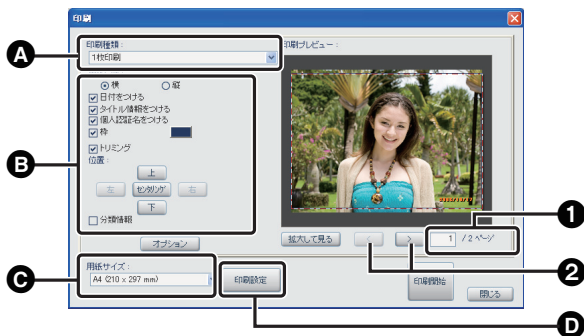 印刷
印刷種類：
1枚印刷
A
横 縦
日付をつける
タイトル情報をつける
個人認証名をつける
枠
トリミング
位置：
上
左 センタリング 右
下
分類情報
B
オプション
用紙サイズ：
A4 (210 x 297 mm)
C
印刷設定
D
印刷プレビュー：
拡大して見る < >
1 / 2 ページ
1
2
印刷開始
閉じる